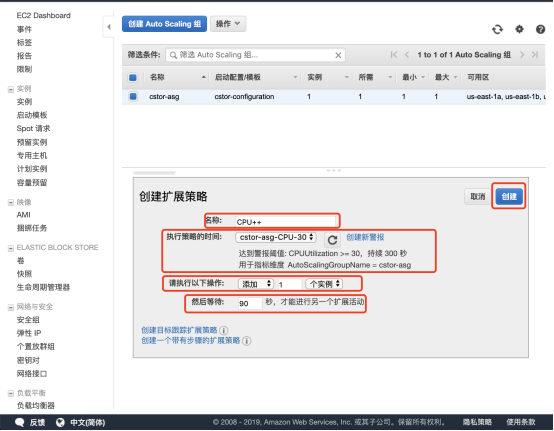 EC2 Dashboard
事件
标签
报告
限制
实例
实例
启动模板
Spot 请求
预留实例
专用主机
计划实例
容量预留
映像
AMI
捆绑任务
ELASTIC BLOCK STORE
卷
快照
生命周期管理器
网络与安全
安全组
弹性 IP
个置放群组
密钥对
网络接口
负载平衡
负载均衡器
创建 Auto Scaling 组 操作
筛选条件: 筛选 Auto Scaling 组... 1 to 1 of 1 Auto Scaling 组
名称 启动配置/模板 实例 所需 最小 最大 可用区
cstor-asg cstor-configuration 1 1 1 1 us-east-1a, us-east-1b, u
创建扩展策略 取消 创建
名称: CPU++
执行策略的时间: cstor-asg-CPU-30 创建新警报
达到警报阈值: CPUUtilization >= 30, 持续 300 秒
用于指标维度 AutoScalingGroupName = cstor-asg
请执行以下操作: 添加 1 个实例
然后等待: 90 秒，才能进行另一个扩展活动
创建目标跟踪扩展策略
创建一个带有步骤的扩展策略
反馈 中文(简体) © 2008 - 2019, Amazon Web Services, Inc. 或其子公司。保留所有权利。 隐私策略 使用条款